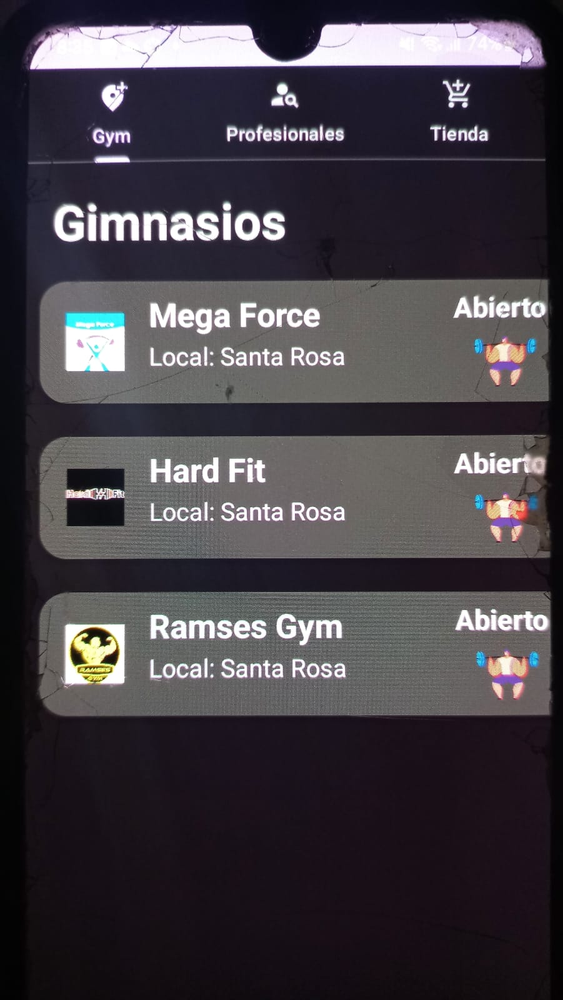 74%
Gym
Profesionales
Tienda
Gimnasios
Mega Force
Local: Santa Rosa
Abierto
Mega Force
Hard Fit
Local: Santa Rosa
Abierto
Hard Fit
Ramses Gym
Local: Santa Rosa
Abierto
RAMSES
GYM